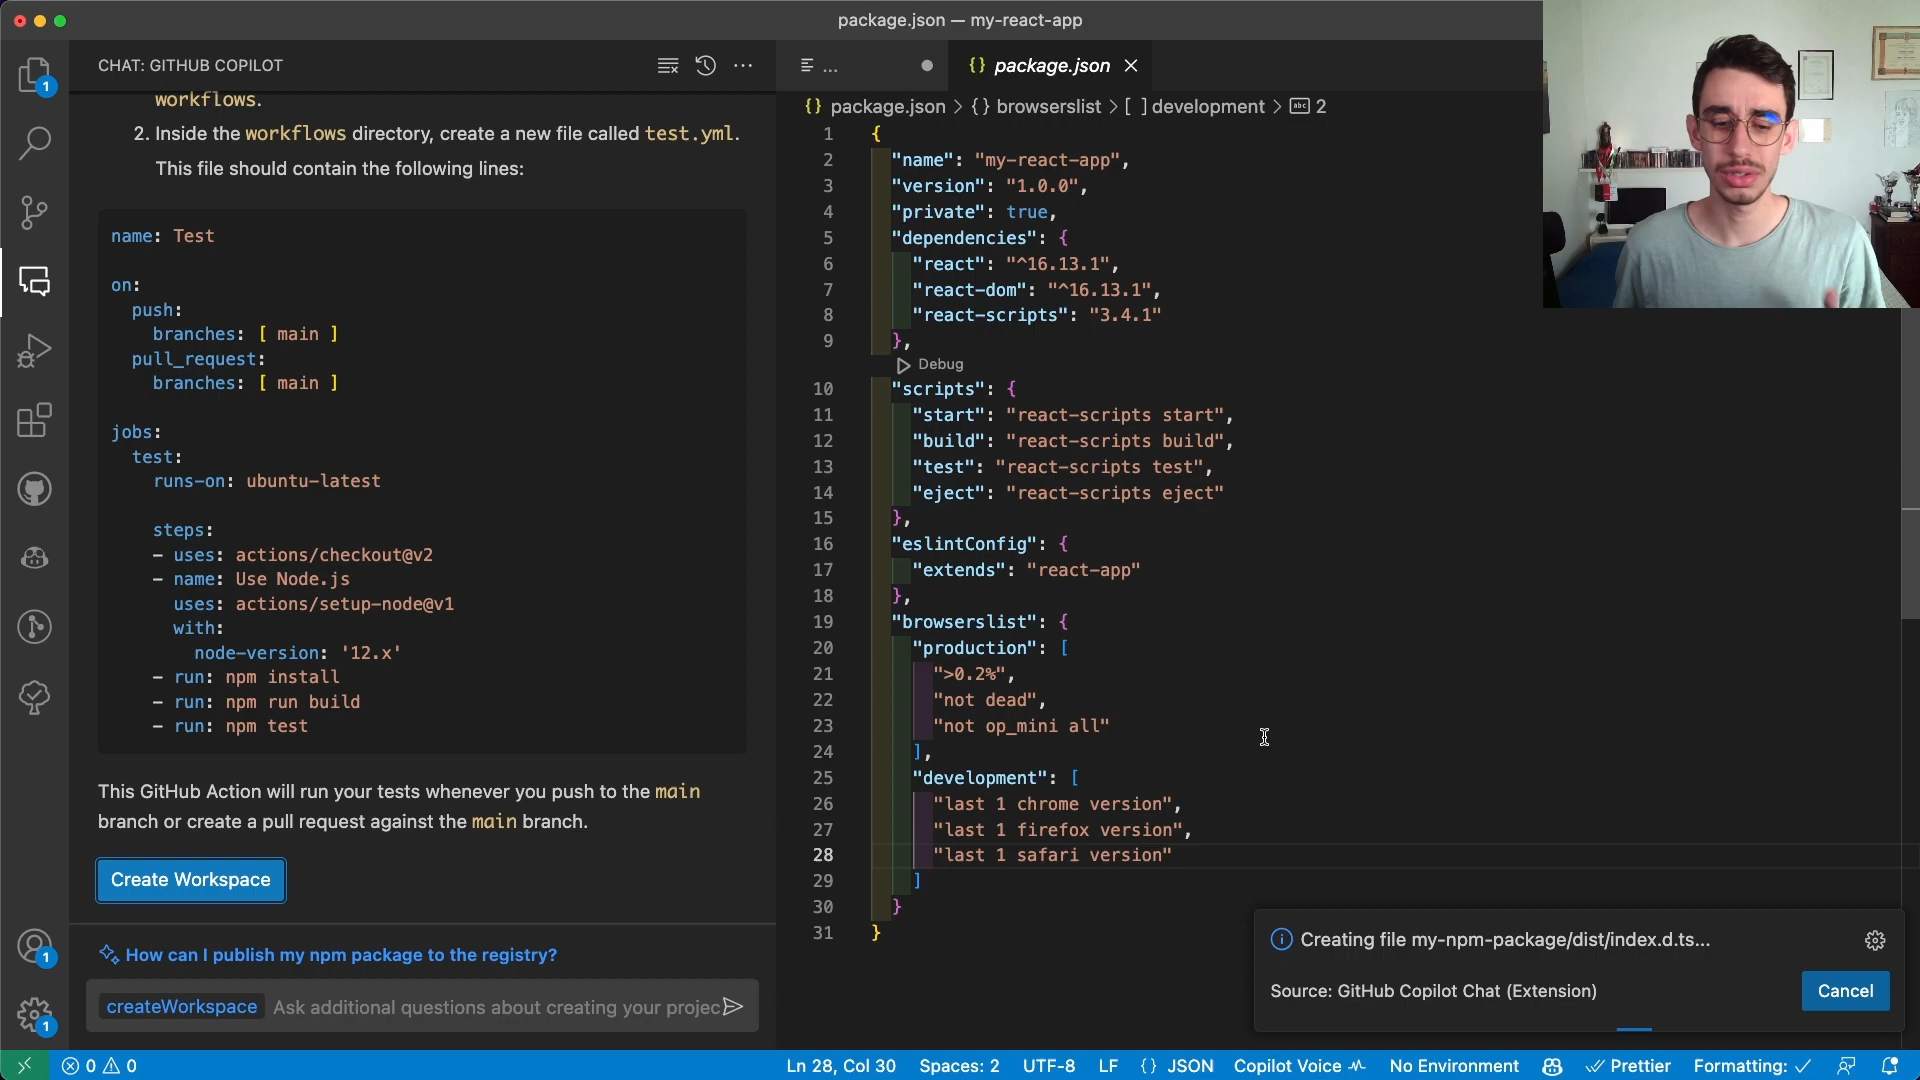 package.json — my-react-app
CHAT: GITHUB COPILOT
workflows.
2. Inside the workflows directory, create a new file called test.yml.
This file should contain the following lines:
name: Test
on:
push:
branches: [ main ]
pull_request:
branches: [ main ]
jobs:
test:
runs-on: ubuntu-latest
steps:
- uses: actions/checkout@v2
- name: Use Node.js
uses: actions/setup-node@v1
with:
node-version: '12.x'
- run: npm install
- run: npm run build
- run: npm test
This GitHub Action will run your tests whenever you push to the main
branch or create a pull request against the main branch.
Create Workspace
How can I publish my npm package to the registry?
createWorkspace Ask additional questions about creating your projec
1
1
1
...
{} package.json
{} package.json > {} browserslist > [ ] development > abc 2
1 {
2 "name": "my-react-app",
3 "version": "1.0.0",
4 "private": true,
5 "dependencies": {
6 "react": "^16.13.1",
7 "react-dom": "^16.13.1",
8 "react-scripts": "3.4.1"
9 },
Debug
10 "scripts": {
11 "start": "react-scripts start",
12 "build": "react-scripts build",
13 "test": "react-scripts test",
14 "eject": "react-scripts eject"
15 },
16 "eslintConfig": {
17 "extends": "react-app"
18 },
19 "browserslist": {
20 "production": [
21 ">0.2%",
22 "not dead",
23 "not op_mini all"
24 ],
25 "development": [
26 "last 1 chrome version",
27 "last 1 firefox version",
28 "last 1 safari version"
29 ]
30 }
31 }
Creating file my-npm-package/dist/index.d.ts...
Source: GitHub Copilot Chat (Extension)
Cancel
0 0 Ln 28, Col 30 Spaces: 2 UTF-8 LF {} JSON Copilot Voice No Environment Prettier Formatting: ✓